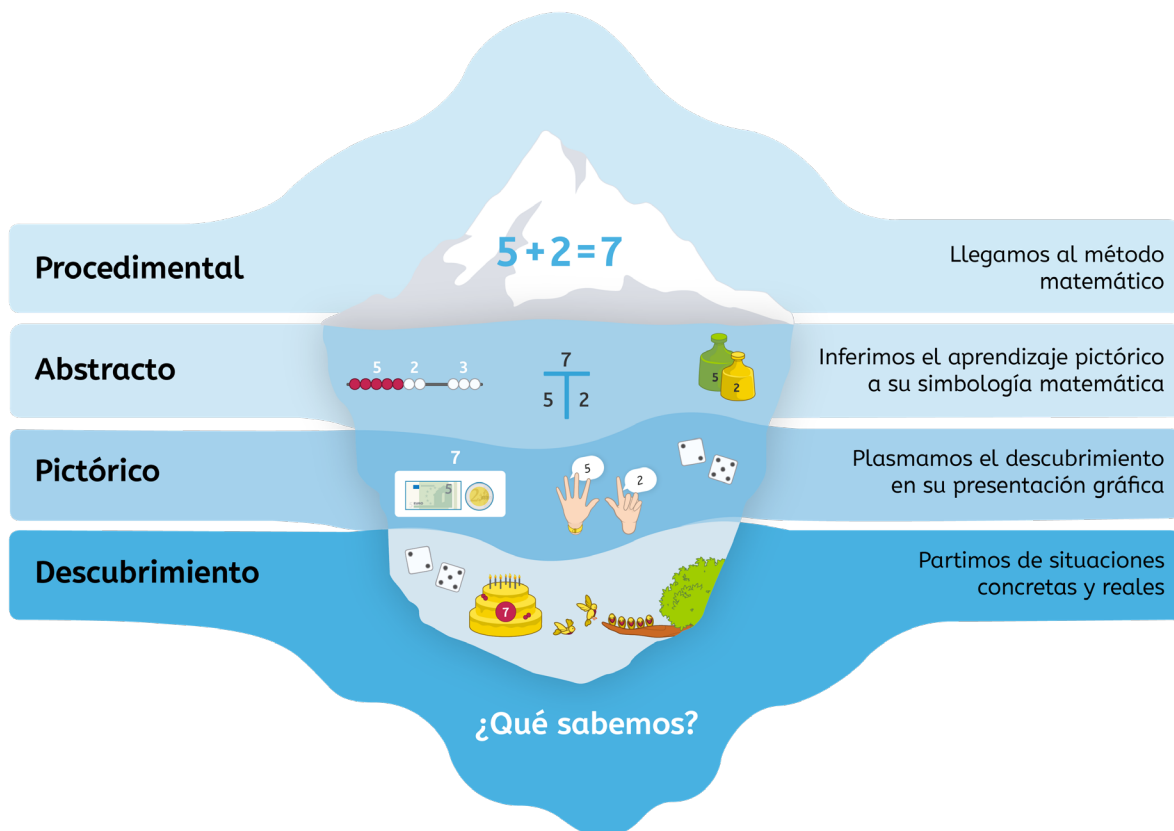 5 + 2 = 7
Procedimental
Llegamos al método
matemático
Abstracto
5 2 3
7
5 2
5
2
Inferimos el aprendizaje pictórico
a su simbología matemática
Pictórico
7
5
2
5
2
Plasmamos el descubrimiento
en su presentación gráfica
Descubrimiento
7
Partimos de situaciones
concretas y reales
¿Qué sabemos?